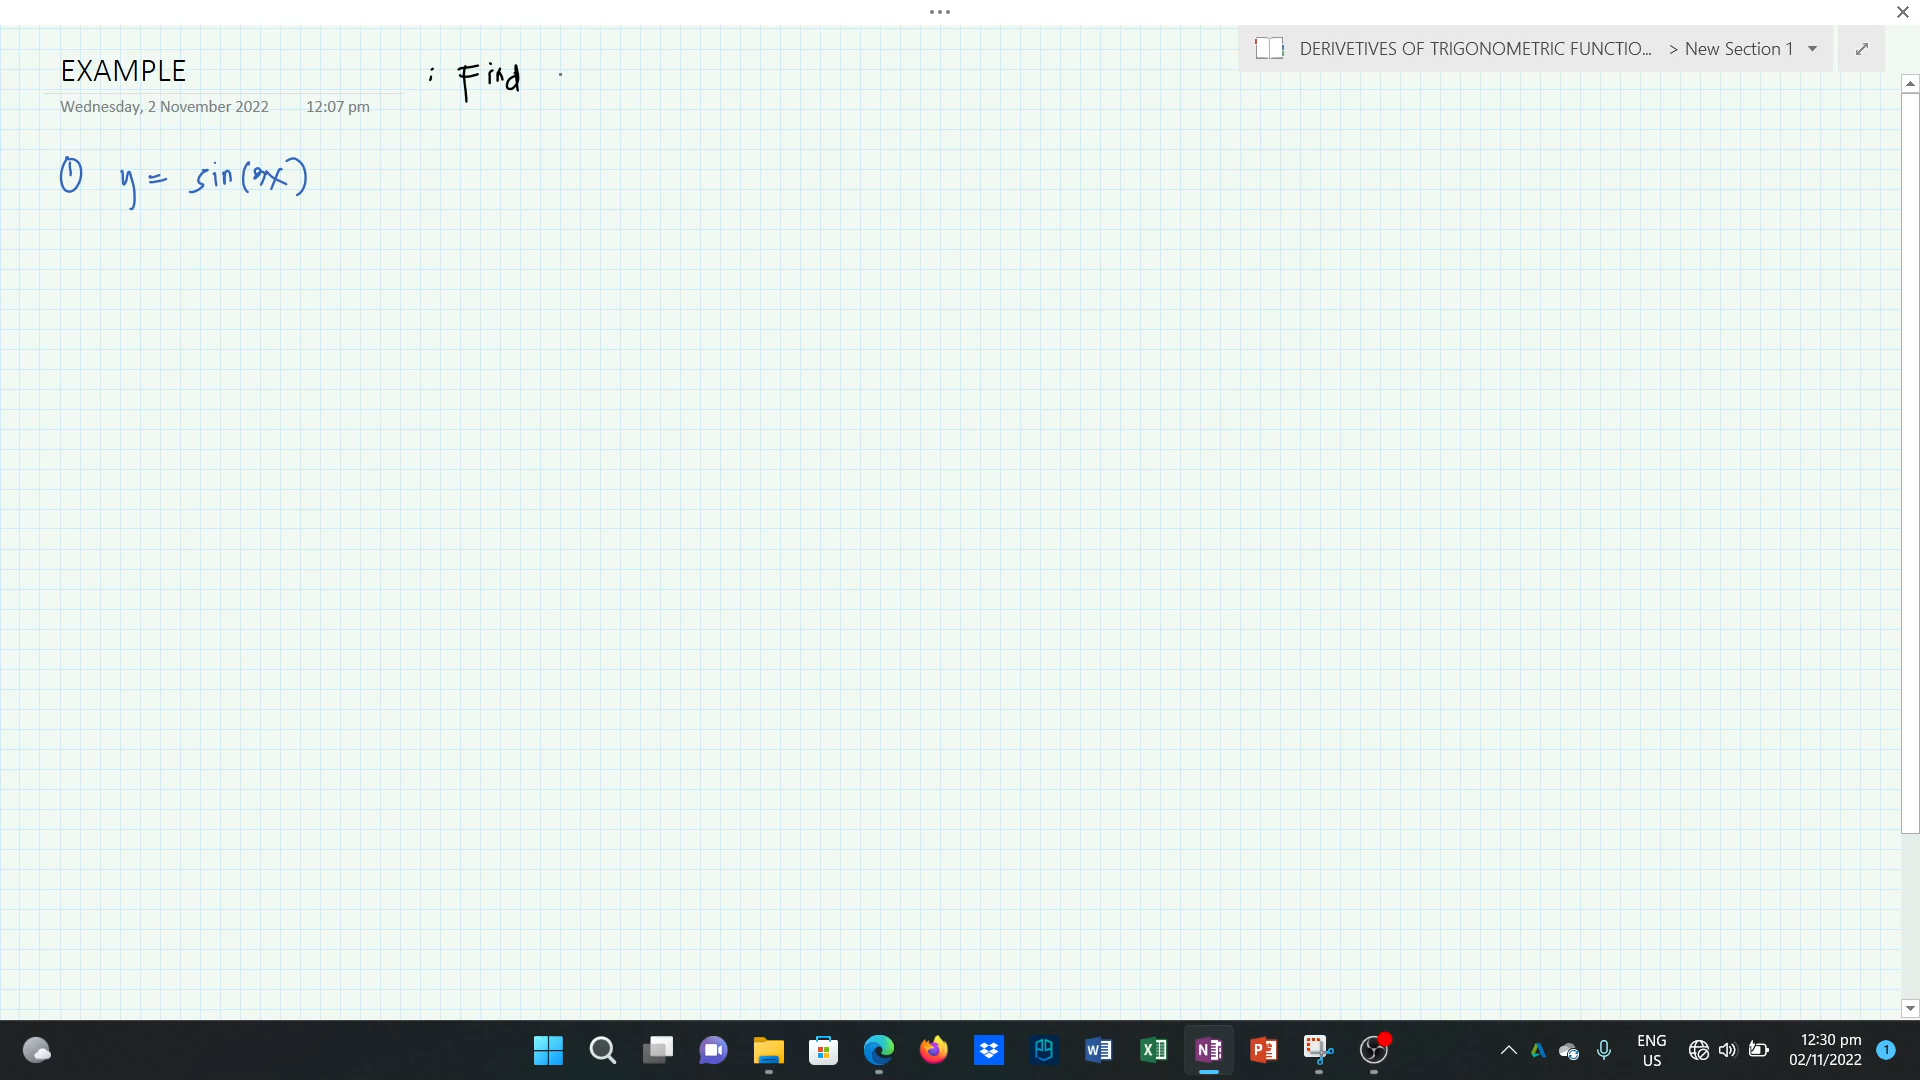 DERIVETIVES OF TRIGONOMETRIC FUNCTIO... > New Section 1
EXAMPLE : Find
Wednesday, 2 November 2022 12:07 pm
① y = sin(
ENG
US
12:30 pm
02/11/2022
1